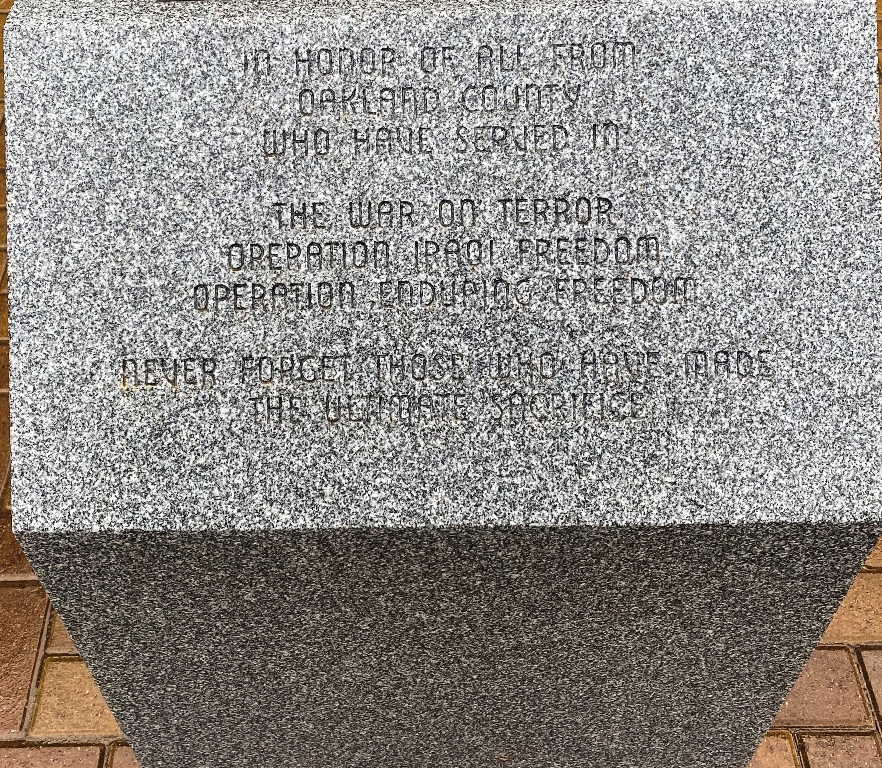 IN HONOR OF ALL FROM
OAKLAND COUNTY
WHO HAVE SERVED IN
THE WAR ON TERROR
OPERATION IRAQI FREEDOM
OPERATION ENDURING FREEDOM
NEVER FORGET THOSE WHO HAVE MADE
THE ULTIMATE SACRIFICE